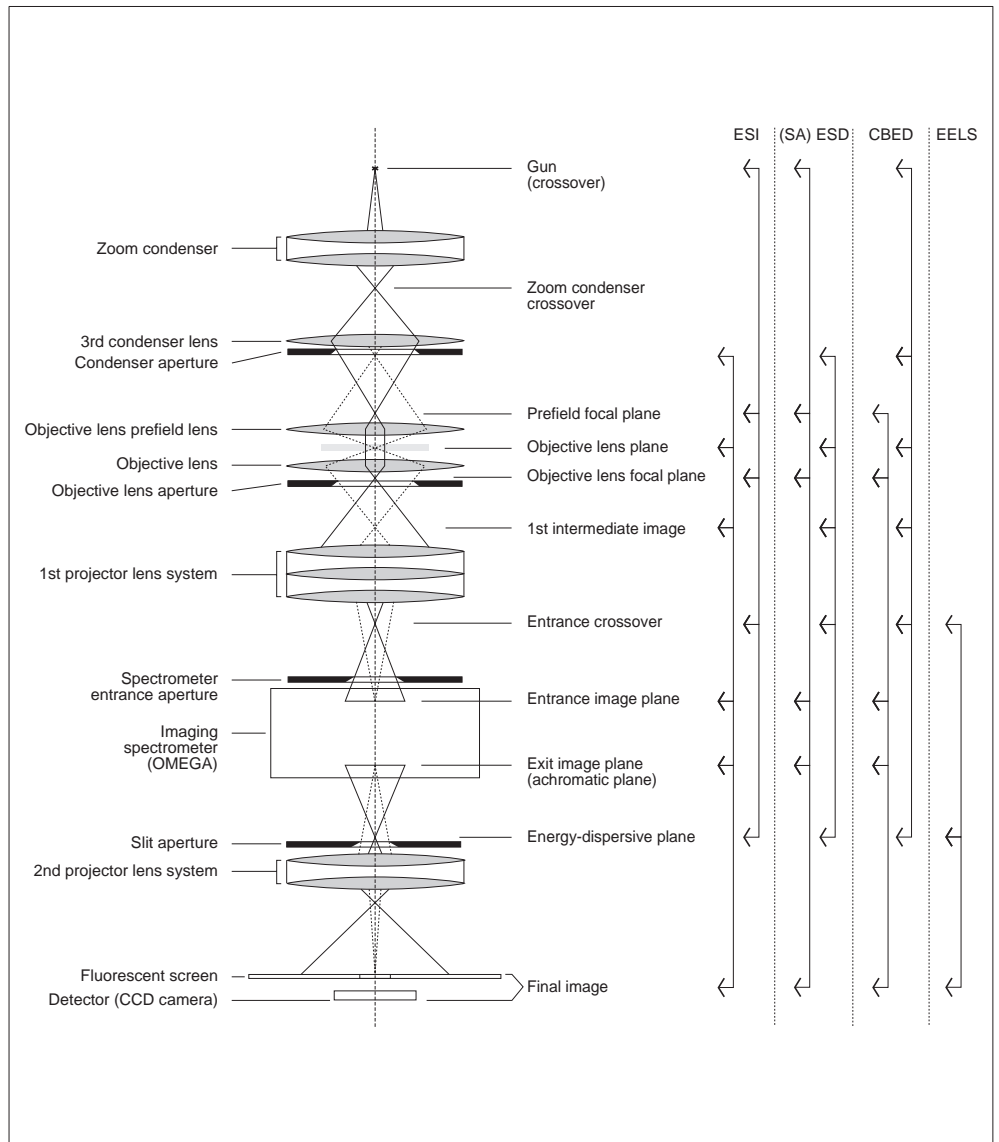 ESI (SA) ESD CBED EELS
Gun
(crossover)
Zoom condenser
Zoom condenser
crossover
3rd condenser lens
Condenser aperture
Prefield focal plane
Objective lens prefield lens
Objective lens plane
Objective lens
Objective lens focal plane
Objective lens aperture
1st intermediate image
1st projector lens system
Entrance crossover
Spectrometer
entrance aperture
Entrance image plane
Imaging
spectrometer
(OMEGA)
Exit image plane
(achromatic plane)
Energy-dispersive plane
Slit aperture
2nd projector lens system
Fluorescent screen
Final image
Detector (CCD camera)